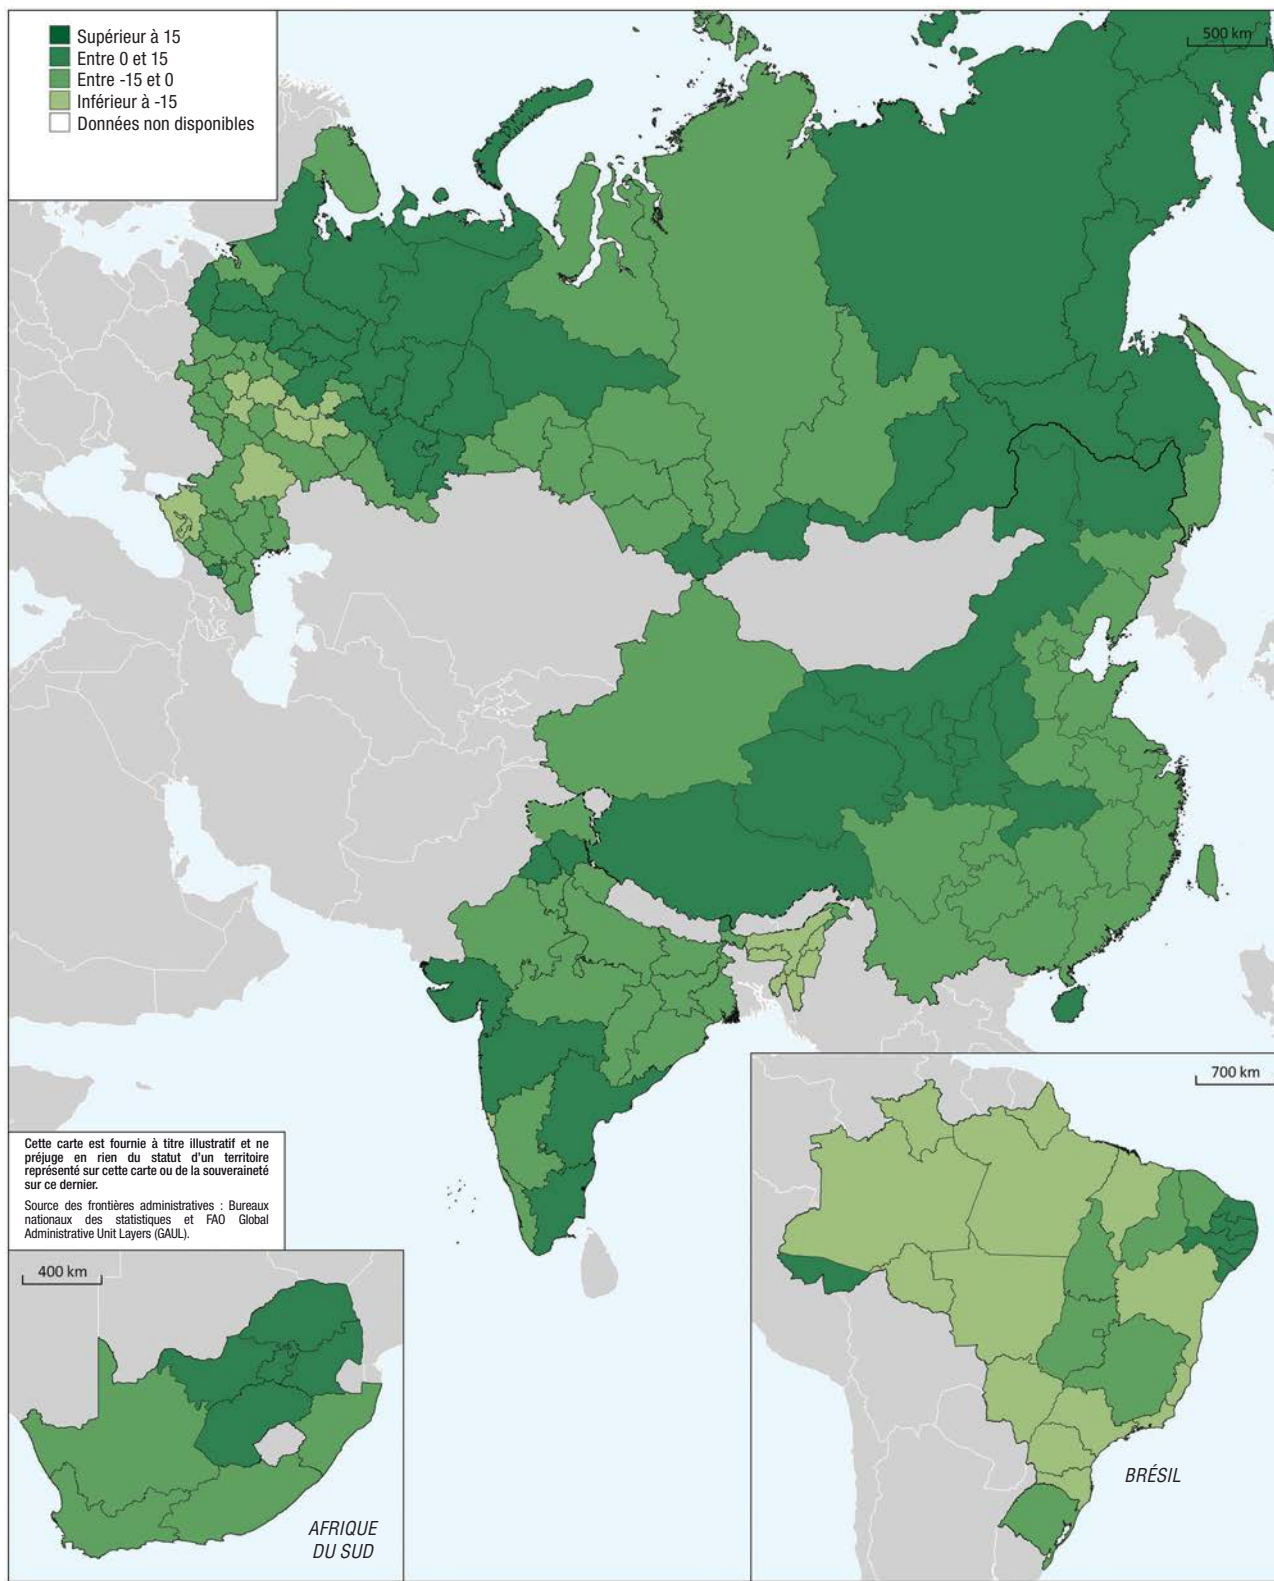 Supérieur à 15
Entre 0 et 15
Entre -15 et 0
Inférieur à -15
Données non disponibles
500 km
700 km
Cette carte est fournie à titre illustratif et ne
préjuge en rien du statut d'un territoire
représenté sur cette carte ou de la souveraineté
sur ce dernier.
Source des frontières administratives : Bureaux
nationaux des statistiques et FAO Global
Administrative Unit Layers (GAUL).
400 km
BRÉSIL
AFRIQUE
DU SUD